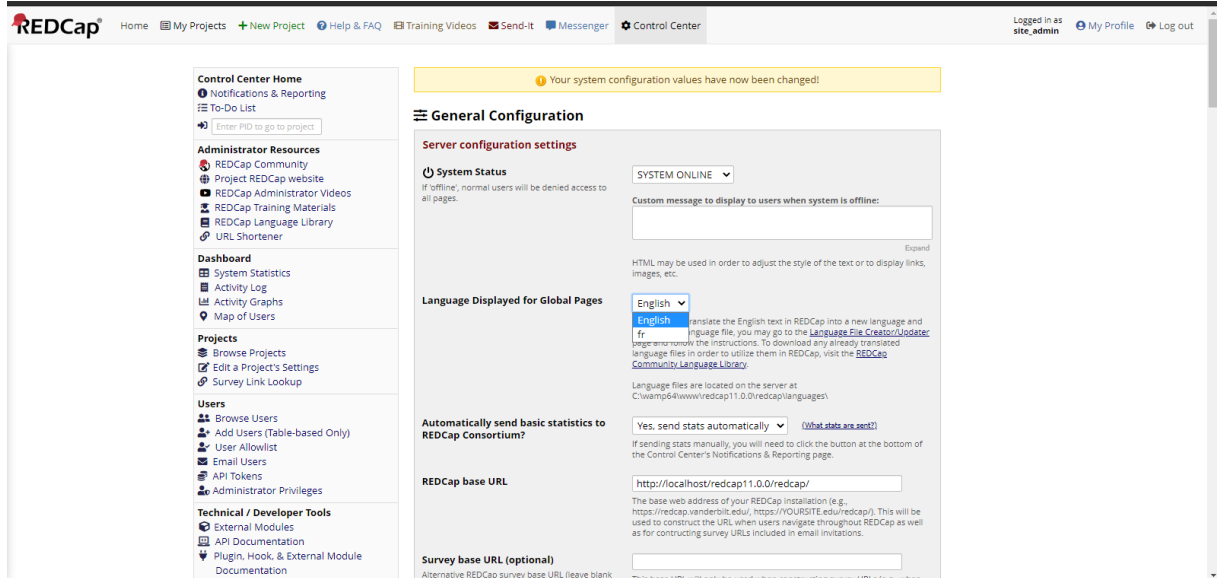 REDCap
Home My Projects + New Project Help & FAQ Training Videos Send-It Messenger Control Center
Logged in as
site_admin
My Profile Log out
Control Center Home
Notifications & Reporting
To-Do List
Enter PID to go to project
Administrator Resources
REDCap Community
Project REDCap website
REDCap Administrator Videos
REDCap Training Materials
REDCap Language Library
URL Shortener
Dashboard
System Statistics
Activity Log
Activity Graphs
Map of Users
Projects
Browse Projects
Edit a Project's Settings
Survey Link Lookup
Users
Browse Users
Add Users (Table-based Only)
User Allowlist
Email Users
API Tokens
Administrator Privileges
Technical / Developer Tools
External Modules
API Documentation
Plugin, Hook, & External Module
Documentation
Your system configuration values have now been changed!
General Configuration
Server configuration settings
System Status
If 'offline', normal users will be denied access to
all pages.
SYSTEM ONLINE
Custom message to display to users when system is offline:
Expand
HTML may be used in order to adjust the style of the text or to display links,
images, etc.
Language Displayed for Global Pages
English
English
fr
translate the English text in REDCap into a new language and
language file, you may go to the Language File Creator/Updater
page and follow the instructions. To download any already translated
language files in order to utilize them in REDCap, visit the REDCap
Community Language Library.
Language files are located on the server at
C:\wamp64\www\redcap11.0.0\redcap\languages\
Automatically send basic statistics to
REDCap Consortium?
Yes, send stats automatically
(What stats are sent?)
If sending stats manually, you will need to click the button at the bottom of
the Control Center's Notifications & Reporting page.
REDCap base URL
http://localhost/redcap11.0.0/redcap/
The base web address of your REDCap installation (e.g.,
https://redcap.vanderbilt.edu/, https://YOURSITE.edu/redcap/). This will be
used to construct the URL when users navigate throughout REDCap as well
as for contructing survey URLs included in email invitations.
Survey base URL (optional)
Alternative REDCap survey base URL (leave blank